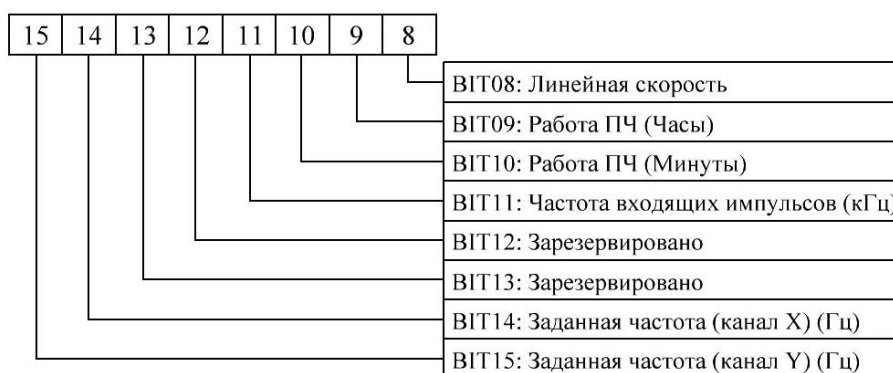 15 14 13 12 11 10 9 8
BIT08: Линейная скорость
BIT09: Работа ПЧ (Часы)
BIT10: Работа ПЧ (Минуты)
BIT11: Частота входящих импульсов (кГц)
BIT12: Зарезервировано
BIT13: Зарезервировано
BIT14: Заданная частота (канал X) (Гц)
BIT15: Заданная частота (канал Y) (Гц)